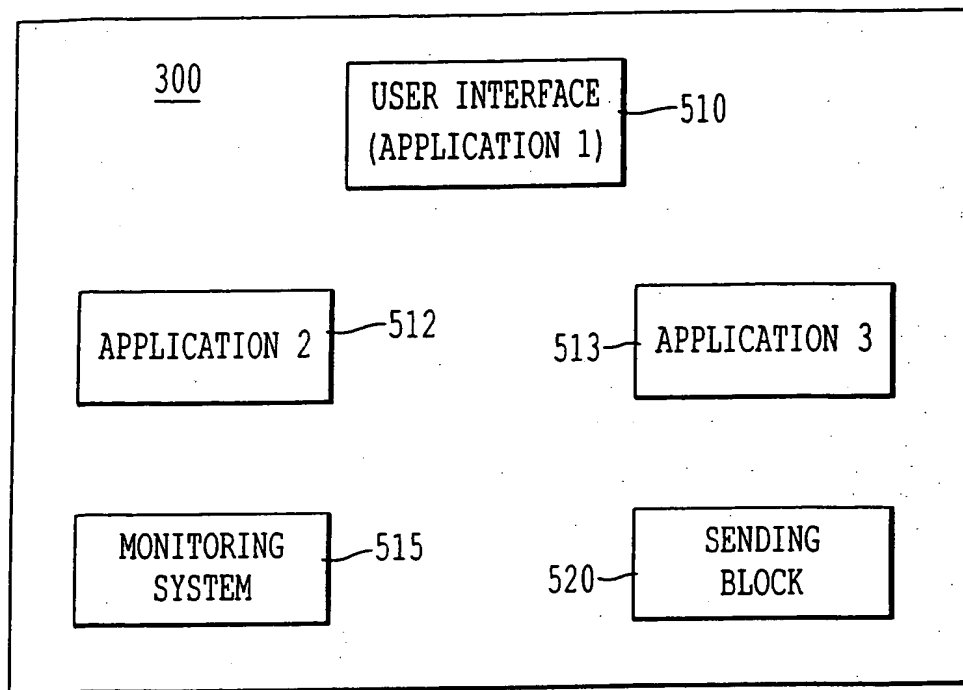 300
USER INTERFACE
(APPLICATION 1)
510
APPLICATION 2
512
513
APPLICATION 3
MONITORING
SYSTEM
515
520
SENDING
BLOCK